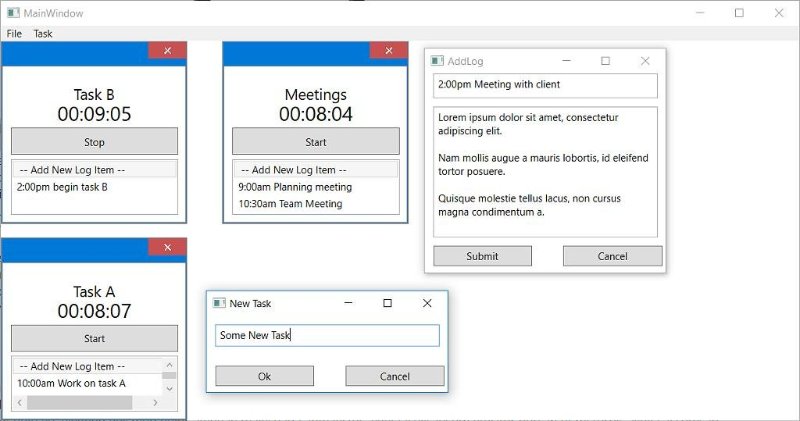 MainWindow
File Task
Task B
00:09:05
Stop
-- Add New Log Item --
2:00pm begin task B
Meetings
00:08:04
Start
-- Add New Log Item --
9:00am Planning meeting
10:30am Team Meeting
AddLog
2:00pm Meeting with client
Lorem ipsum dolor sit amet, consectetur
adipiscing elit.
Nam mollis augue a mauris lobortis, id eleifend
tortor posuere.
Quisque molestie tellus lacus, non cursus
magna condimentum a.
Submit Cancel
Task A
00:08:07
Start
-- Add New Log Item --
10:00am Work on task A
New Task
Some New Task
Ok Cancel